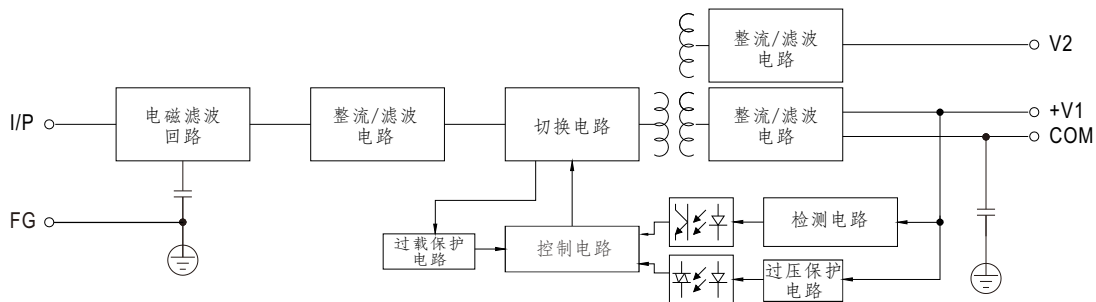 整流/滤波
电路
V2
I/P
电磁滤波
回路
整流/滤波
电路
切换电路
整流/滤波
电路
+V1
COM
FG
过载保护
电路
控制电路
检测电路
过压保护
电路